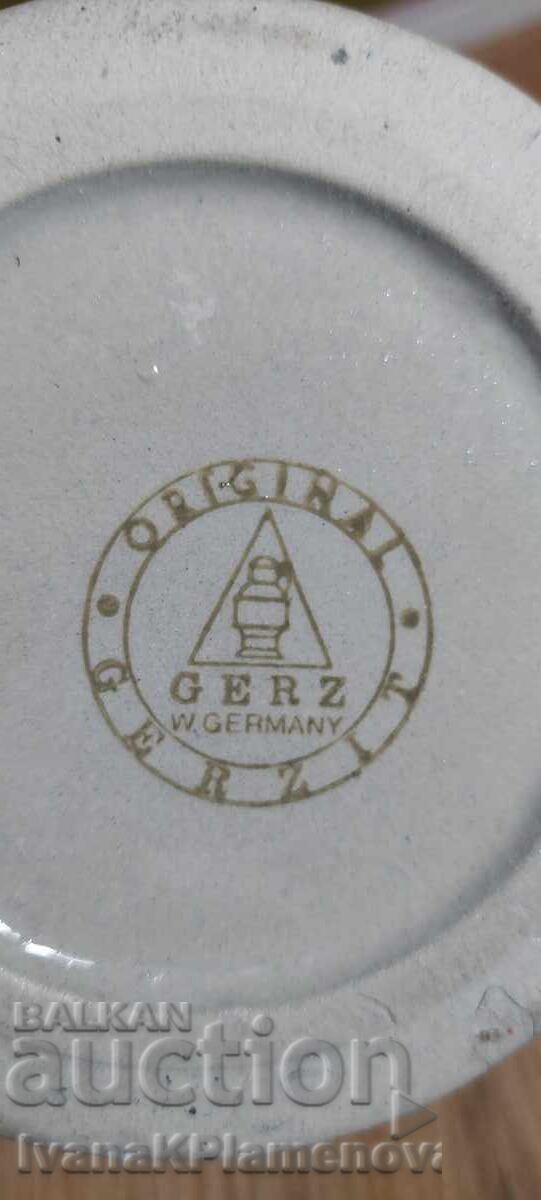 ORIGINAL
GERZ
W. GERMANY
GERZIT
BALKAN
auction
IvanaKPlamenova